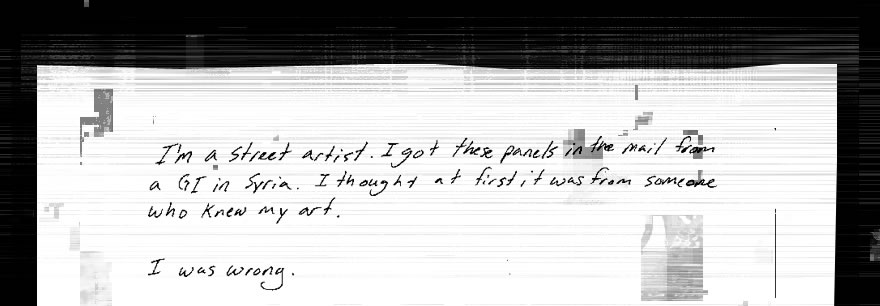 I'm a street artist. I got these panels in the mail from
a GI in Syria. I thought at first it was from someone
who knew my art.
I was wrong.